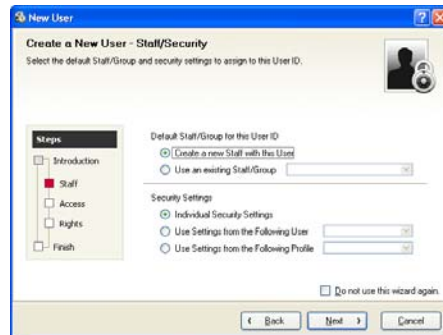 New User
Create a New User - Staff/Security
Select the default Staff/Group and security settings to assign to this User ID.
Steps
Introduction
Staff
Access
Rights
Finish
Default Staff/Group for this User ID
Create a new Staff with this User
Use an existing Staff/Group
Security Settings
Individual Security Settings
Use Settings from the Following User
Use Settings from the Following Profile
Do not use this wizard again.
Back
Next
Cancel